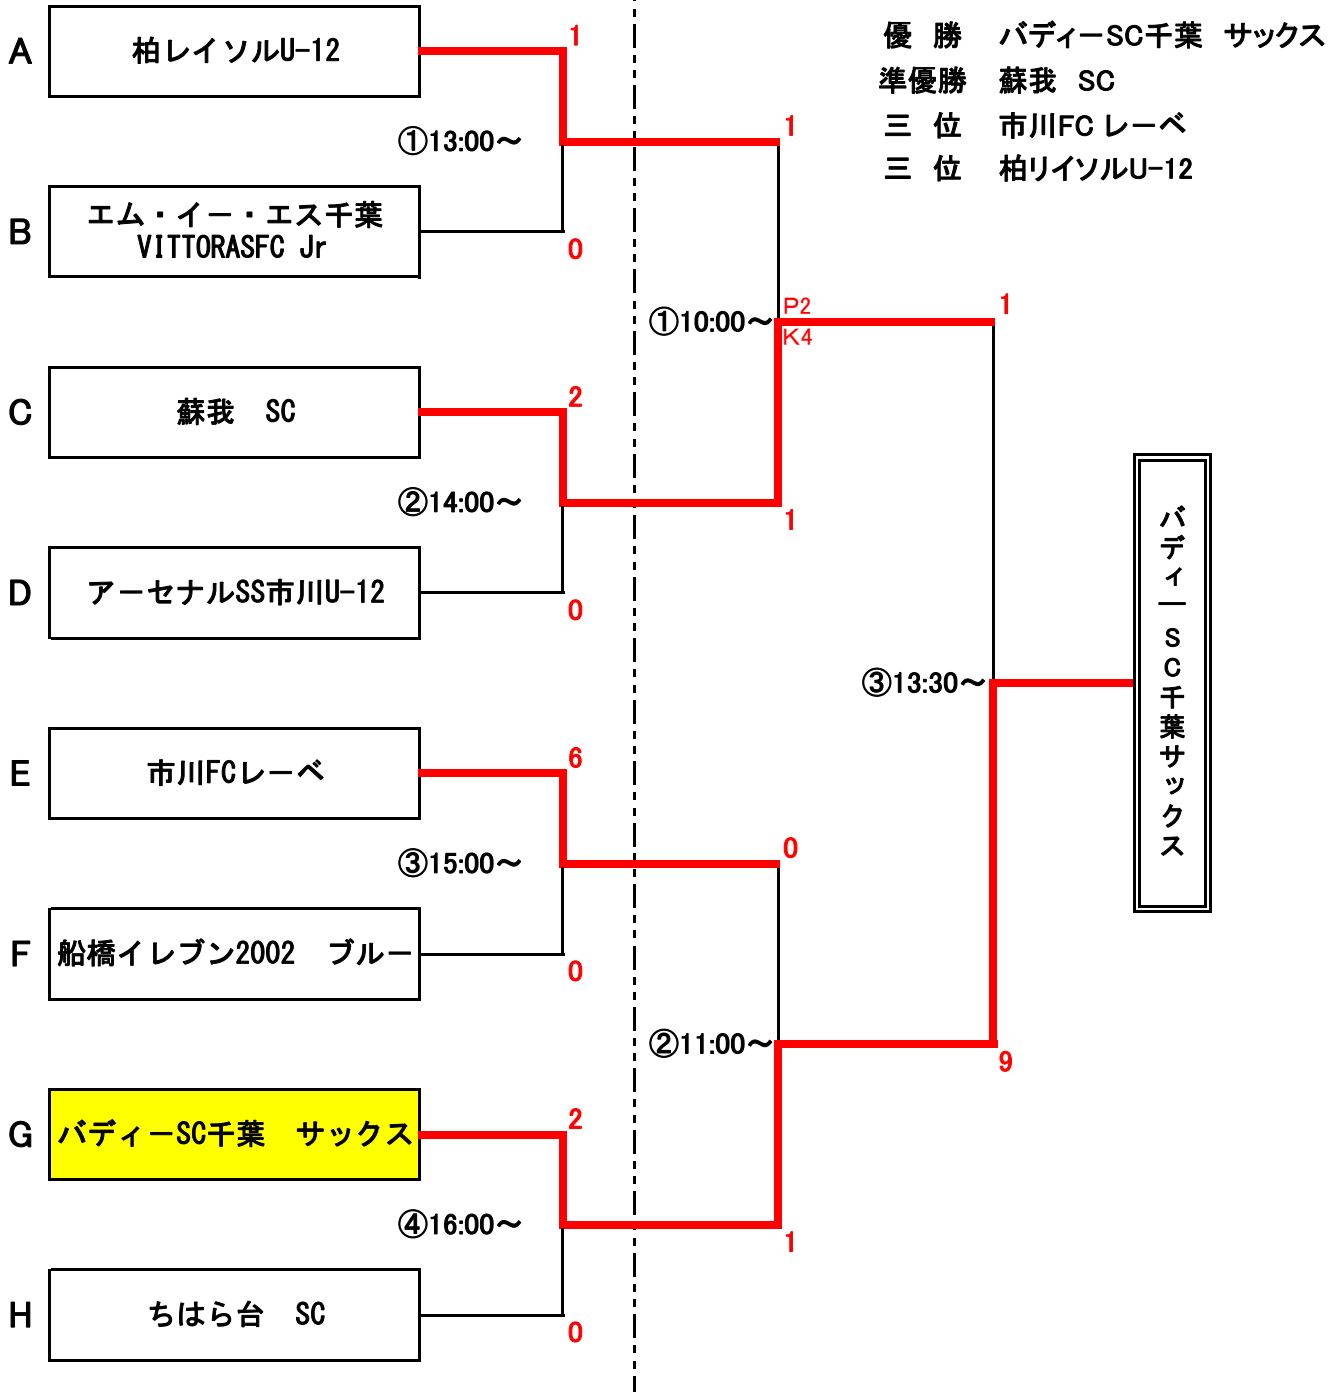 優　勝　バディーSC千葉　サックス
準優勝　蘇我　SC
三　位　市川FC レーベ
三　位　柏リイソルU-12
A
柏レイソルU-12
1
①13:00～
1
B
エム・イー・エス千葉
VITTORASFC Jr
0
①10:00～
P2
K4
1
C
蘇我　SC
2
②14:00～
1
D
アーセナルSS市川U-12
0
③13:30～
バディーSC千葉サックス
E
市川FCレーベ
6
③15:00～
0
F
船橋イレブン2002　ブルー
0
②11:00～
9
G
バディーSC千葉　サックス
2
④16:00～
1
H
ちはら台　SC
0